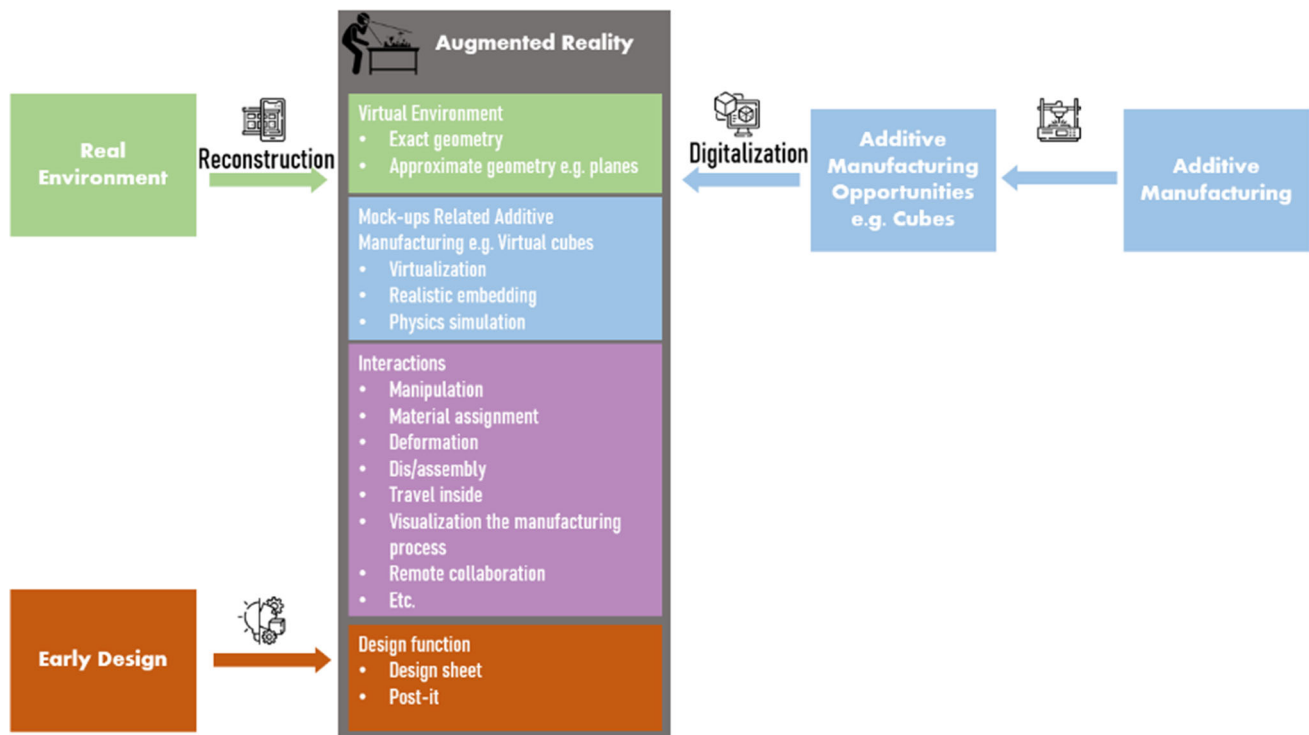 Augmented Reality
Real
Environment
Reconstruction
Virtual Environment
• Exact geometry
• Approximate geometry e.g. planes
Mock-ups Related Additive
Manufacturing e.g. Virtual cubes
• Virtualization
• Realistic embedding
• Physics simulation
Interactions
• Manipulation
• Material assignment
• Deformation
• Dis/assembly
• Travel inside
• Visualization the manufacturing
process
• Remote collaboration
• Etc.
Early Design
Design function
• Design sheet
• Post-it
Digitalization
Additive
Manufacturing
Opportunities
e.g. Cubes
Additive
Manufacturing